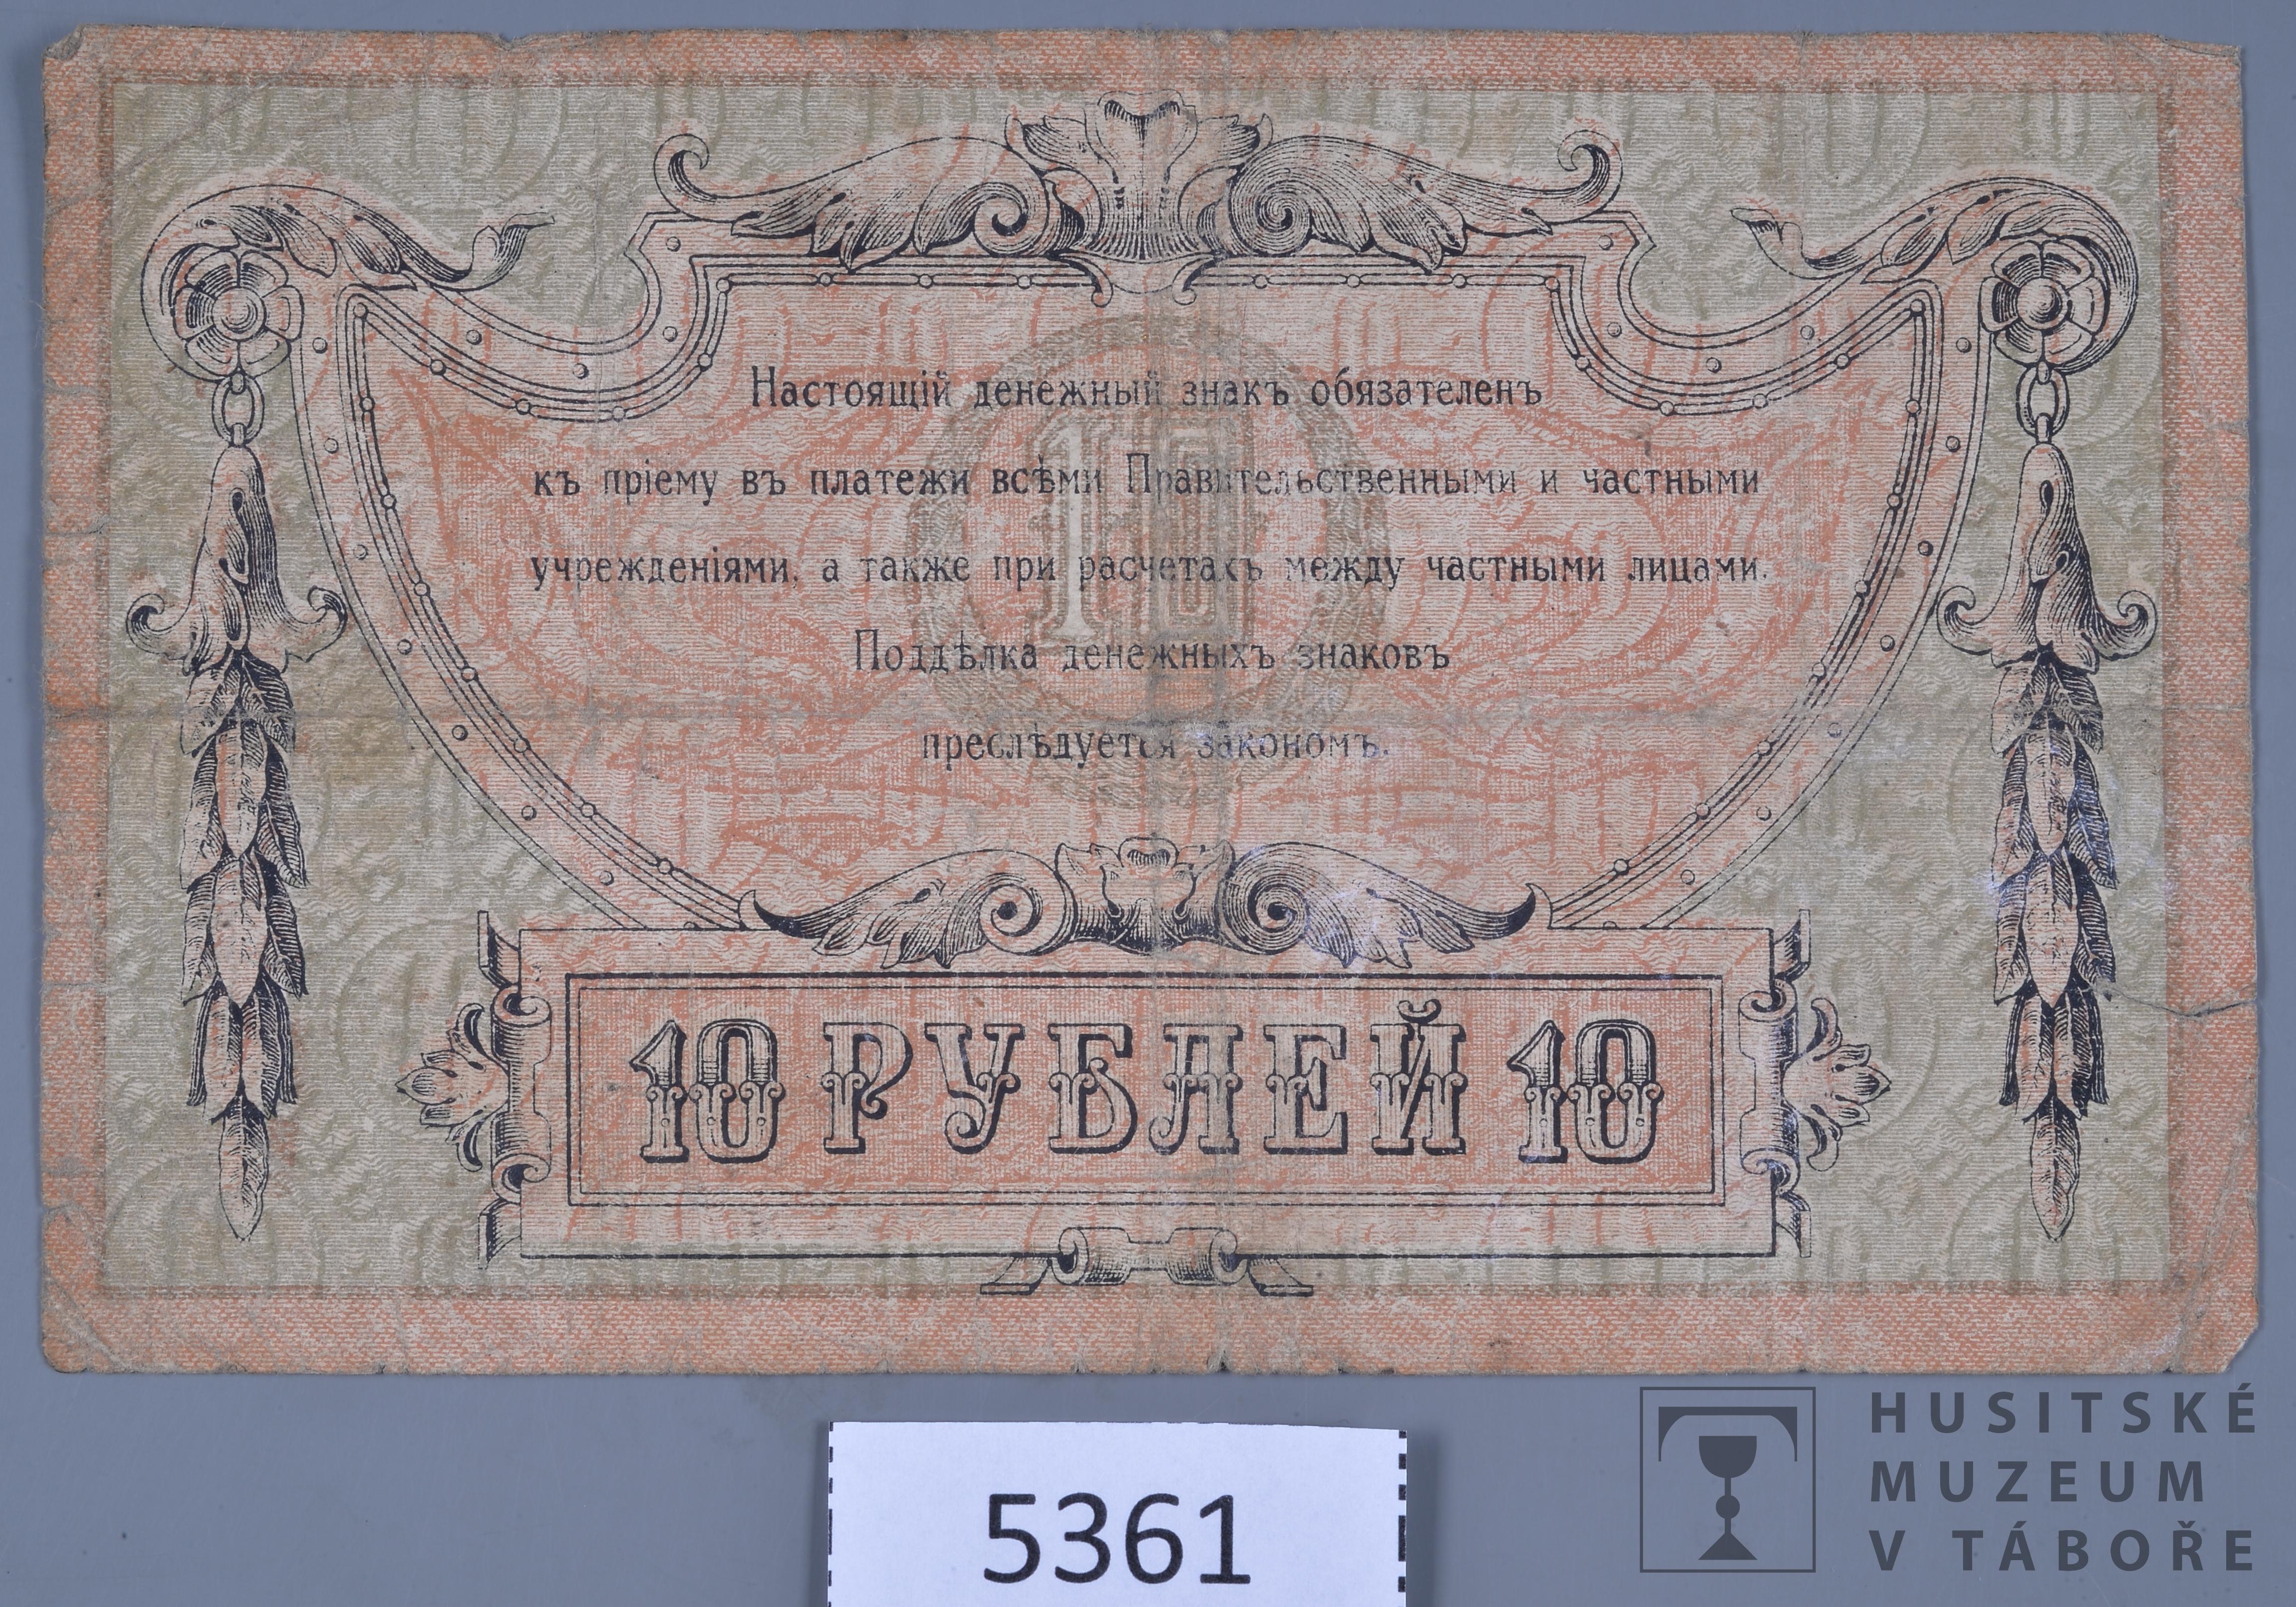 Настоящій денежный знакъ обязателенъ
къ пріему въ платежи всѣми Правительственными и частными
учрежденіями, а также при расчетахъ между частными лицами.
Поддѣлка денежныхъ знаковъ
преслѣдуется закономъ.
10
10 РУБЛЕЙ 10
5361
HUSITSKÉ
MUZEUM
V TÁBOŘE